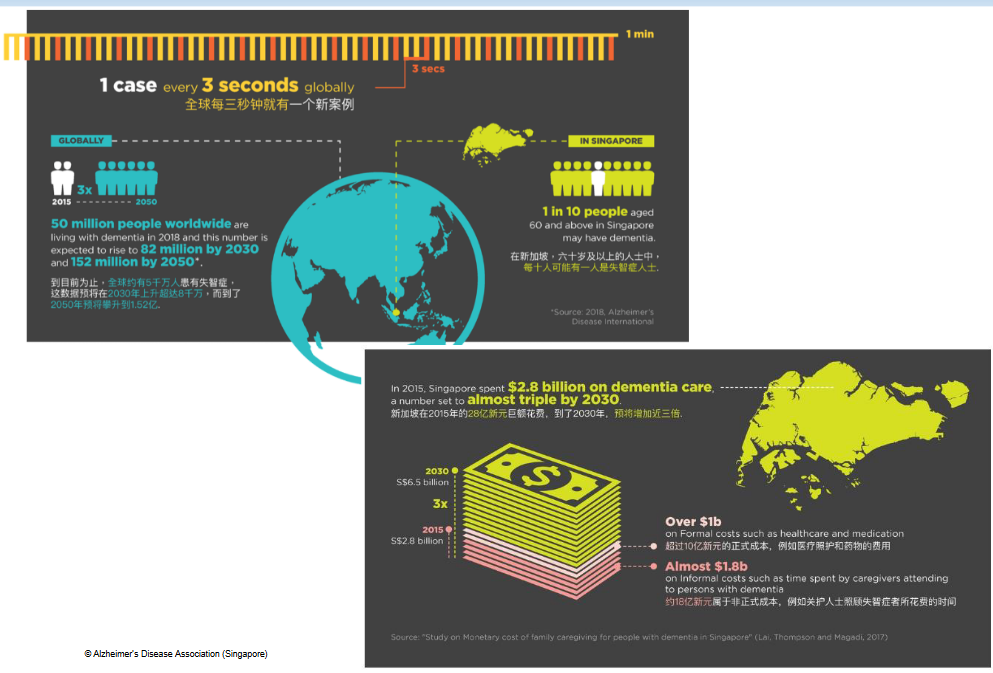 1 min
3 secs
1 case every 3 seconds globally
全球每三秒钟就有一个新案例
GLOBALLY
3x
2015
2050
50 million people worldwide are
living with dementia in 2018 and this number is
expected to rise to 82 million by 2030
and 152 million by 2050*.
到目前为止，全球约有5千万人患有失智症，
这数据预将在2030年上升超达8千万，而到了
2050年预将攀升到1.52亿.
IN SINGAPORE
1 in 10 people aged
60 and above in Singapore
may have dementia.
在新加坡，六十岁及以上的人士中，
每十人可能有一人是失智症人士.
*Source: 2018, Alzheimer's
Disease International
In 2015, Singapore spent $2.8 billion on dementia care,
a number set to almost triple by 2030.
新加坡在2015年的28亿新元巨额花费，到了2030年，预将增加近三倍.
2030
S$6.5 billion
3x
2015
S$2.8 billion
$
Over $1b
on Formal costs such as healthcare and medication
超过10亿新元的正式成本，例如医疗照护和药物的费用
Almost $1.8b
on Informal costs such as time spent by caregivers attending
to persons with dementia
约18亿新元属于非正式成本，例如关护人士照顾失智症者所花费的时间
Source: "Study on Monetary cost of family caregiving for people with dementia in Singapore" (Lai, Thompson and Magadi, 2017)
© Alzheimer's Disease Association (Singapore)